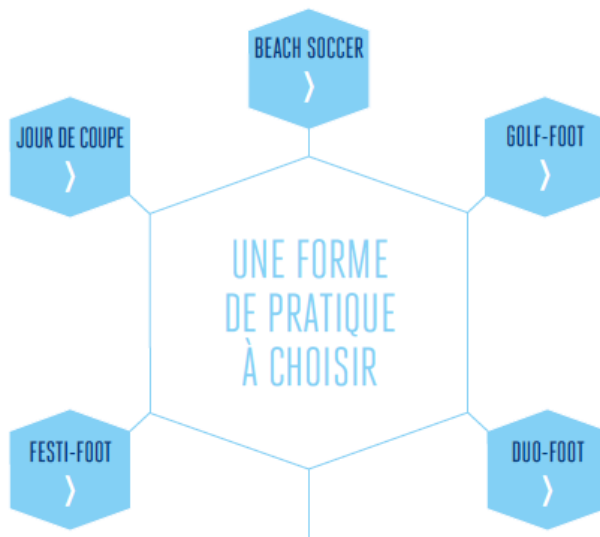 BEACH SOCCER
JOUR DE COUPE
GOLF-FOOT
UNE FORME
DE PRATIQUE
À CHOISIR
FESTI-FOOT
DUO-FOOT